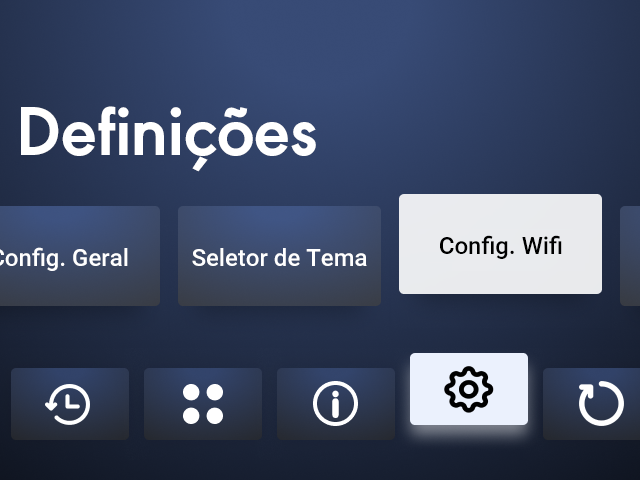 Definições
Config. Geral
Seletor de Tema
Config. Wifi